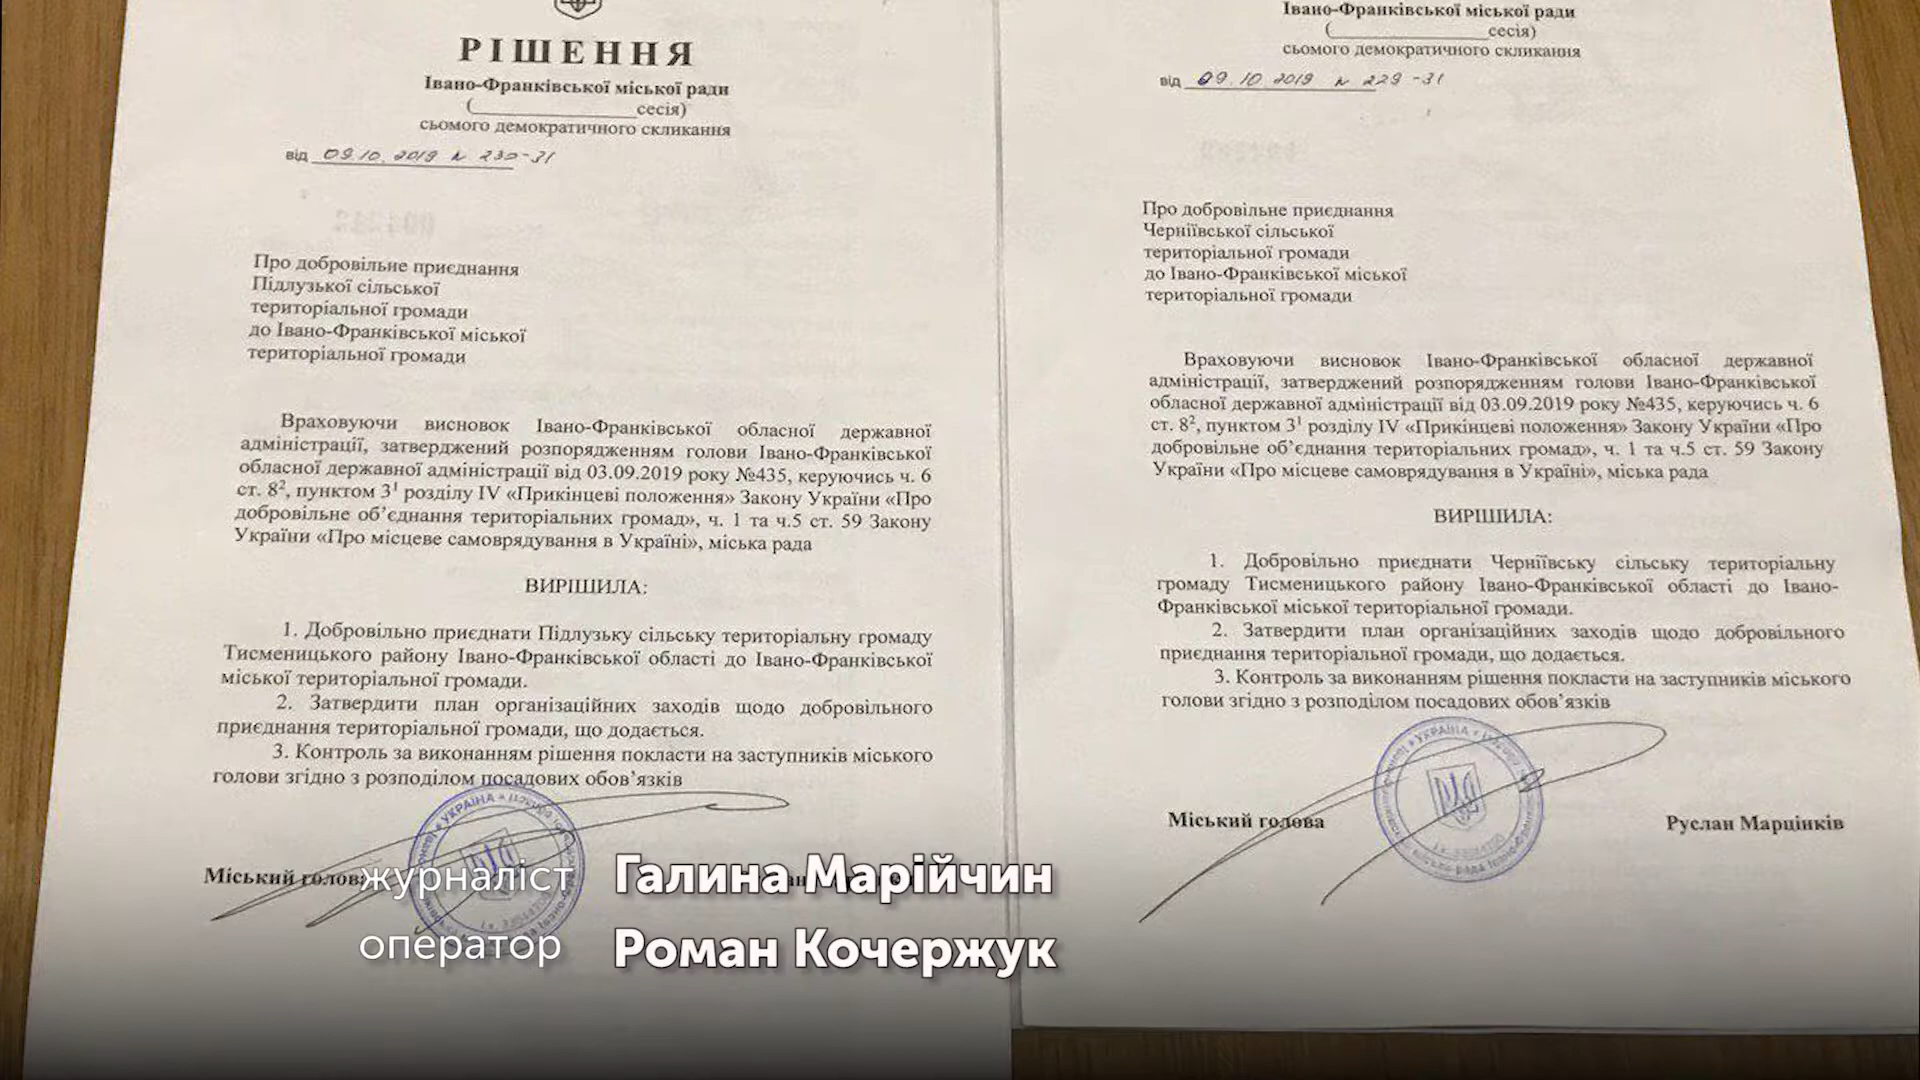 РІШЕННЯ
Івано-Франківської міської ради
(________________сесія)
сьомого демократичного скликання
від 09.10.2019 N 230-31
Про добровільне приєднання
Підлузької сільської
територіальної громади
до Івано-Франківської міської
територіальної громади
Враховуючи висновок Івано-Франківської обласної державної
адміністрації, затверджений розпорядженням голови Івано-Франківської
обласної державної адміністрації від 03.09.2019 року №435, керуючись ч. 6
ст. 8², пунктом 3¹ розділу IV «Прикінцеві положення» Закону України «Про
добровільне об’єднання територіальних громад», ч. 1 та ч.5 ст. 59 Закону
України «Про місцеве самоврядування в Україні», міська рада
ВИРІШИЛА:
1. Добровільно приєднати Підлузьку сільську територіальну громаду
Тисменицького району Івано-Франківської області до Івано-Франківської
міської територіальної громади.
2. Затвердити план організаційних заходів щодо добровільного
приєднання територіальної громади, що додається.
3. Контроль за виконанням рішення покласти на заступників міського
голови згідно з розподілом посадових обов’язків
Міський голова
УКРАЇНА
Івано-Франківської міської ради
(________________сесія)
сьомого демократичного скликання
від 09.10.2019 N 229-31
Про добровільне приєднання
Черніївської сільської
територіальної громади
до Івано-Франківської міської
територіальної громади
Враховуючи висновок Івано-Франківської обласної державної
адміністрації, затверджений розпорядженням голови Івано-Франківської
обласної державної адміністрації від 03.09.2019 року №435, керуючись ч. 6
ст. 8², пунктом 3¹ розділу IV «Прикінцеві положення» Закону України «Про
добровільне об’єднання територіальних громад», ч. 1 та ч.5 ст. 59 Закону
України «Про місцеве самоврядування в Україні», міська рада
ВИРІШИЛА:
1. Добровільно приєднати Черніївську сільську територіальну
громаду Тисменицького району Івано-Франківської області до Івано-
Франківської міської територіальної громади.
2. Затвердити план організаційних заходів щодо добровільного
приєднання територіальної громади, що додається.
3. Контроль за виконанням рішення покласти на заступників міського
голови згідно з розподілом посадових обов’язків
Міський голова Руслан Марцінків
УКРАЇНА
журналіст Галина Марійчин
оператор Роман Кочержук